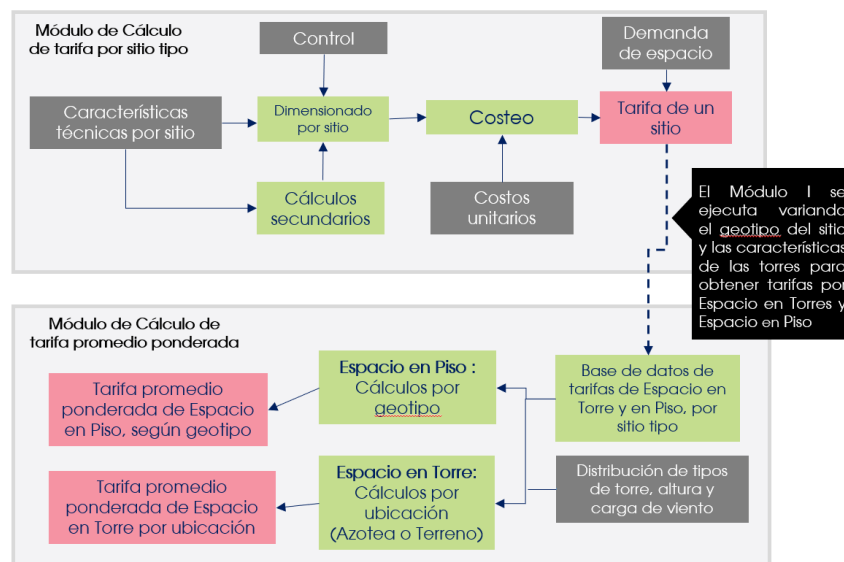 Módulo de Cálculo
de tarifa por sitio tipo
Control
Demanda
de espacio
Características
técnicas por sitio
Dimensionado
por sitio
Costeo
Tarifa de un
sitio
Cálculos
secundarios
Costos
unitarios
El Módulo I se
ejecuta variando
el geotipo del sitio
y las características
de las torres para
obtener tarifas por
Espacio en Torres y
Espacio en Piso
Módulo de Cálculo de
tarifa promedio ponderada
Tarifa promedio
ponderada de Espacio
en Piso, según geotipo
Espacio en Piso :
Cálculos por
geotipo
Base de datos de
tarifas de Espacio en
Torre y en Piso, por
sitio tipo
Tarifa promedio
ponderada de Espacio
en Torre por ubicación
Espacio en Torre:
Cálculos por
ubicación
(Azotea o Terreno)
Distribución de tipos
de torre, altura y
carga de viento